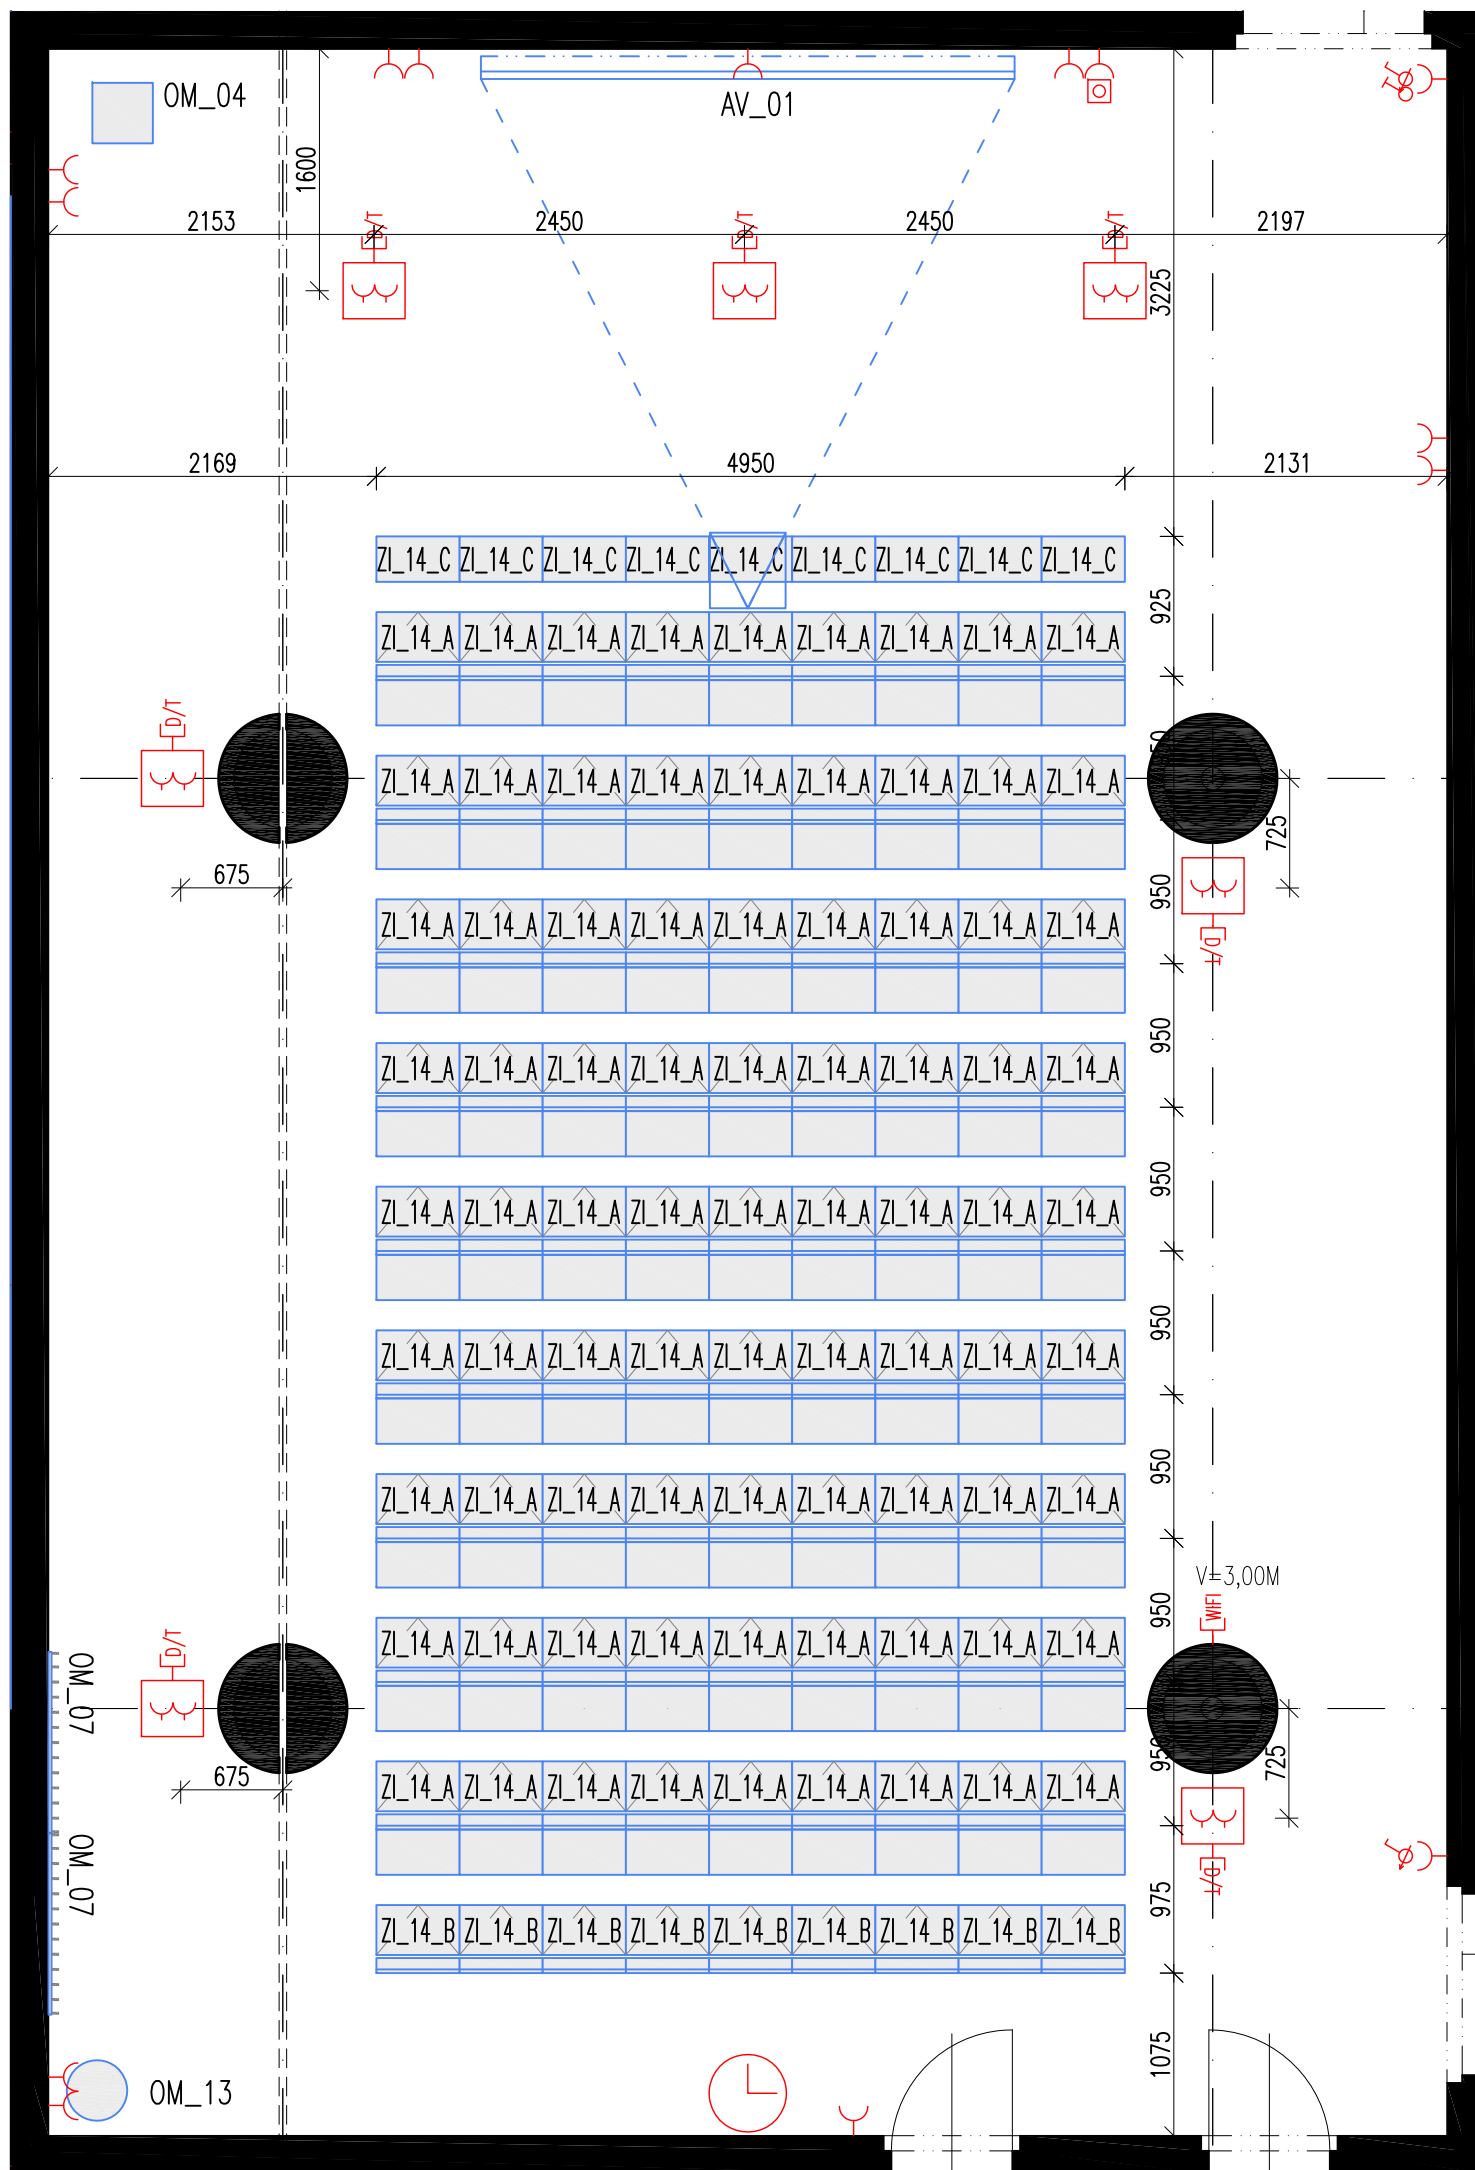 OM_04
AV_01
1600
2153
2450
2450
2197
D/T
D/T
D/T
3225
2169
4950
2131
ZI_14_C ZI_14_C ZI_14_C ZI_14_C ZI_14_C ZI_14_C ZI_14_C ZI_14_C ZI_14_C
925
ZI_14_A ZI_14_A ZI_14_A ZI_14_A ZI_14_A ZI_14_A ZI_14_A ZI_14_A ZI_14_A
D/T
ZI_14_A ZI_14_A ZI_14_A ZI_14_A ZI_14_A ZI_14_A ZI_14_A ZI_14_A ZI_14_A
725
675
950
ZI_14_A ZI_14_A ZI_14_A ZI_14_A ZI_14_A ZI_14_A ZI_14_A ZI_14_A ZI_14_A
D/T
950
ZI_14_A ZI_14_A ZI_14_A ZI_14_A ZI_14_A ZI_14_A ZI_14_A ZI_14_A ZI_14_A
950
ZI_14_A ZI_14_A ZI_14_A ZI_14_A ZI_14_A ZI_14_A ZI_14_A ZI_14_A ZI_14_A
950
ZI_14_A ZI_14_A ZI_14_A ZI_14_A ZI_14_A ZI_14_A ZI_14_A ZI_14_A ZI_14_A
950
ZI_14_A ZI_14_A ZI_14_A ZI_14_A ZI_14_A ZI_14_A ZI_14_A ZI_14_A ZI_14_A
V=3,00M
WIFI
950
D/T
ZI_14_A ZI_14_A ZI_14_A ZI_14_A ZI_14_A ZI_14_A ZI_14_A ZI_14_A ZI_14_A
OM_07
950
725
675
ZI_14_A ZI_14_A ZI_14_A ZI_14_A ZI_14_A ZI_14_A ZI_14_A ZI_14_A ZI_14_A
OM_07
D/T
975
ZI_14_B ZI_14_B ZI_14_B ZI_14_B ZI_14_B ZI_14_B ZI_14_B ZI_14_B ZI_14_B
1075
OM_13